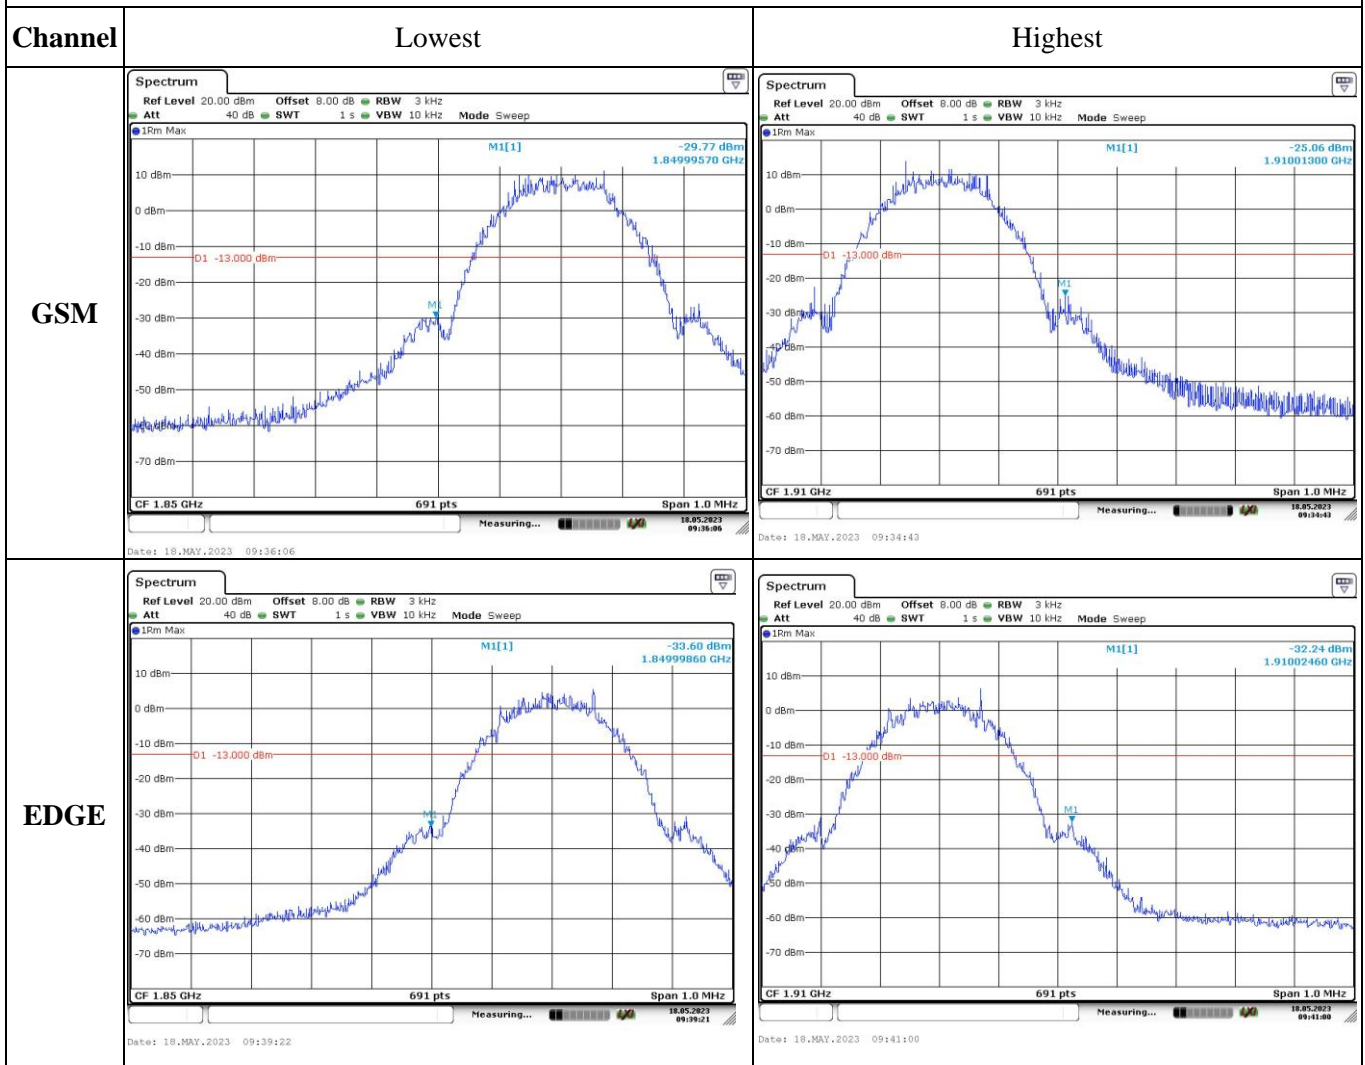 Channel Lowest Highest
GSM
Spectrum
Ref Level 20.00 dBm Offset 8.00 dB RBW 3 kHz
Att 40 dB SWT 1 s VBW 10 kHz Mode Sweep
1Rm Max
M1[1] -29.77 dBm
1.84999570 GHz
10 dBm
0 dBm
-10 dBm
D1 -13.000 dBm
-20 dBm
M1
-30 dBm
-40 dBm
-50 dBm
-60 dBm
-70 dBm
CF 1.85 GHz 691 pts Span 1.0 MHz
Measuring... 18.05.2023
09:36:06
Date: 18.MAY.2023 09:36:06
Spectrum
Ref Level 20.00 dBm Offset 8.00 dB RBW 3 kHz
Att 40 dB SWT 1 s VBW 10 kHz Mode Sweep
1Rm Max
M1[1] -25.06 dBm
1.91001300 GHz
10 dBm
0 dBm
-10 dBm
D1 -13.000 dBm
-20 dBm
M1
-30 dBm
-40 dBm
-50 dBm
-60 dBm
-70 dBm
CF 1.91 GHz 691 pts Span 1.0 MHz
Measuring... 18.05.2023
09:34:43
Date: 18.MAY.2023 09:34:43
EDGE
Spectrum
Ref Level 20.00 dBm Offset 8.00 dB RBW 3 kHz
Att 40 dB SWT 1 s VBW 10 kHz Mode Sweep
1Rm Max
M1[1] -33.60 dBm
1.84999860 GHz
10 dBm
0 dBm
-10 dBm
D1 -13.000 dBm
-20 dBm
-30 dBm
M1
-40 dBm
-50 dBm
-60 dBm
-70 dBm
CF 1.85 GHz 691 pts Span 1.0 MHz
Measuring... 18.05.2023
09:39:21
Date: 18.MAY.2023 09:39:22
Spectrum
Ref Level 20.00 dBm Offset 8.00 dB RBW 3 kHz
Att 40 dB SWT 1 s VBW 10 kHz Mode Sweep
1Rm Max
M1[1] -32.24 dBm
1.91002460 GHz
10 dBm
0 dBm
-10 dBm
D1 -13.000 dBm
-20 dBm
M1
-30 dBm
-40 dBm
-50 dBm
-60 dBm
-70 dBm
CF 1.91 GHz 691 pts Span 1.0 MHz
Measuring... 18.05.2023
09:41:00
Date: 18.MAY.2023 09:41:00